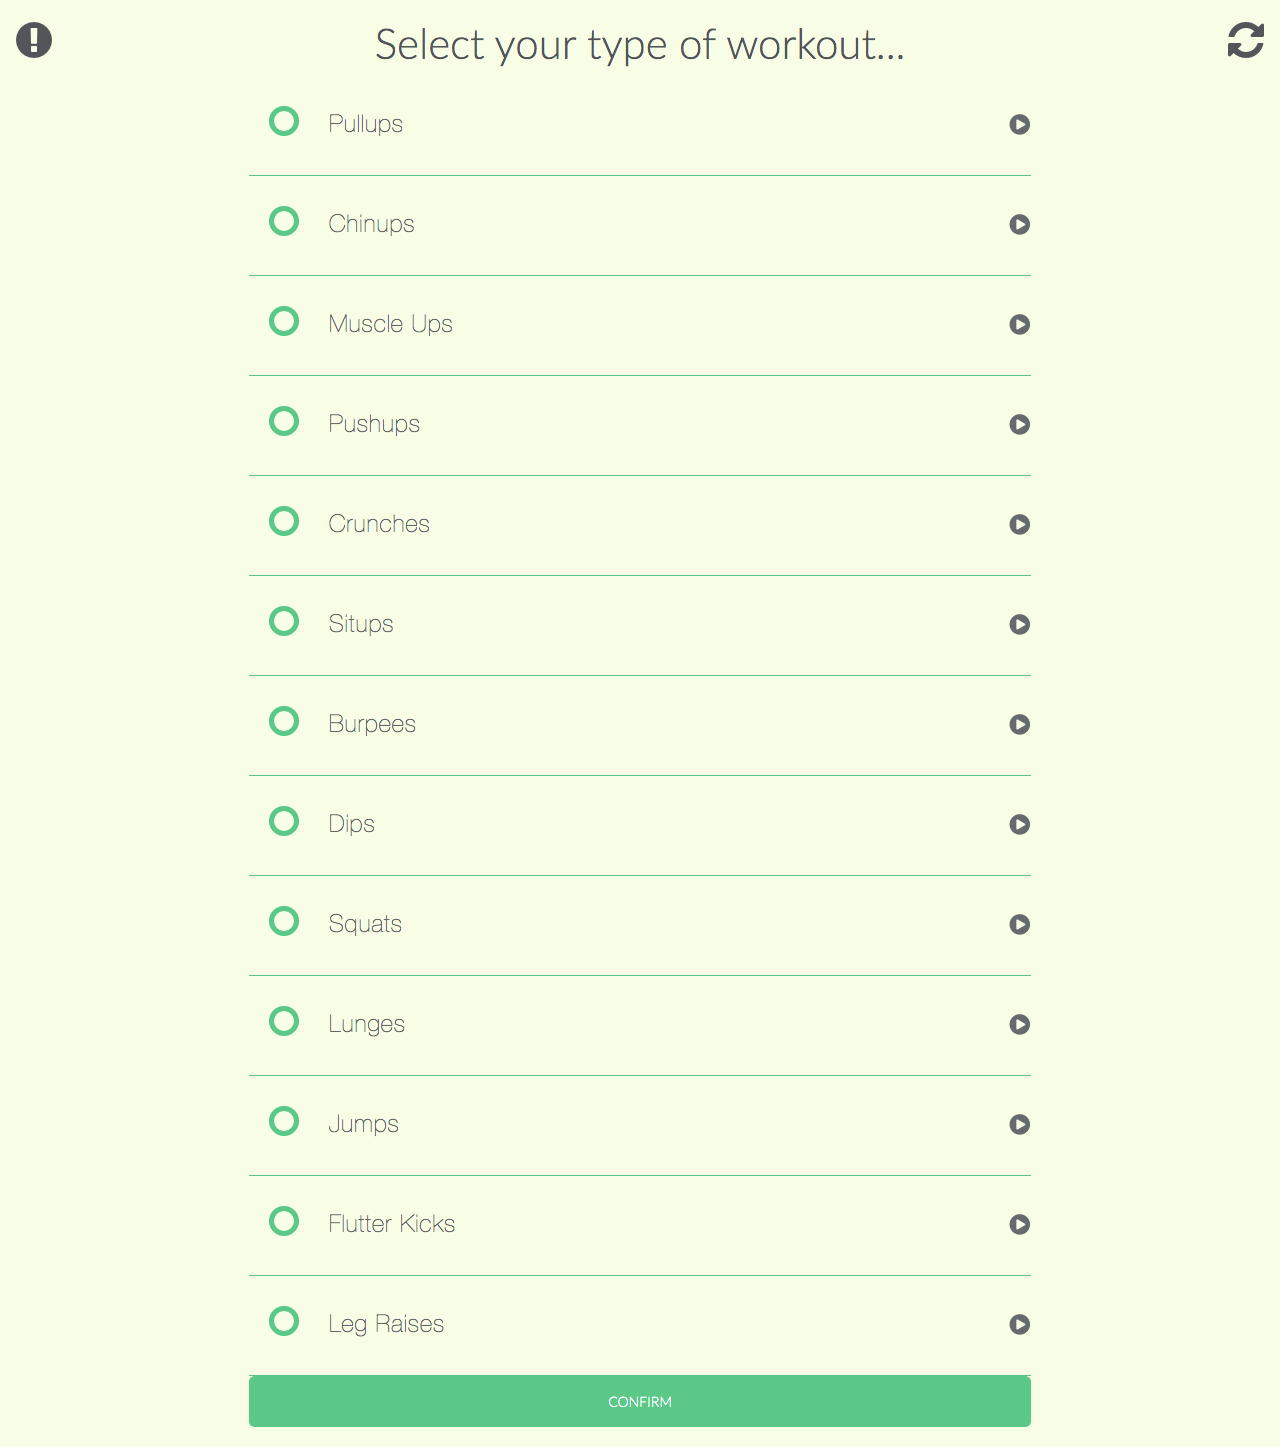 Select your type of workout...
Pullups
Chinups
Muscle Ups
Pushups
Crunches
Situps
Burpees
Dips
Squats
Lunges
Jumps
Flutter Kicks
Leg Raises
CONFIRM